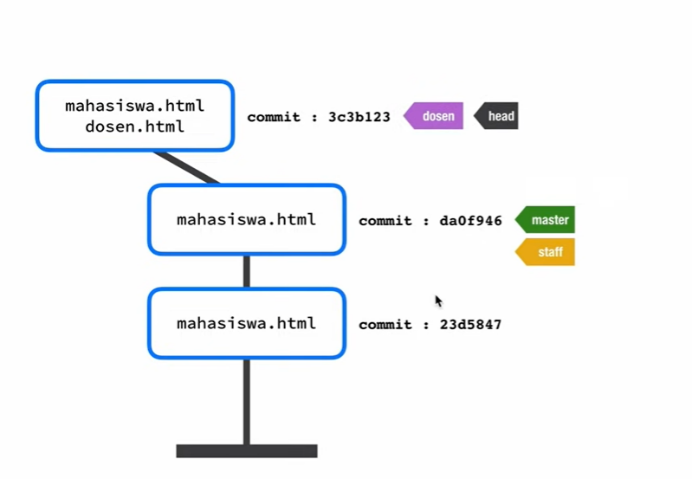 mahasiswa.html
dosen.html
commit : 3c3b123
dosen
head
mahasiswa.html
commit : da0f946
master
staff
mahasiswa.html
commit : 23d5847